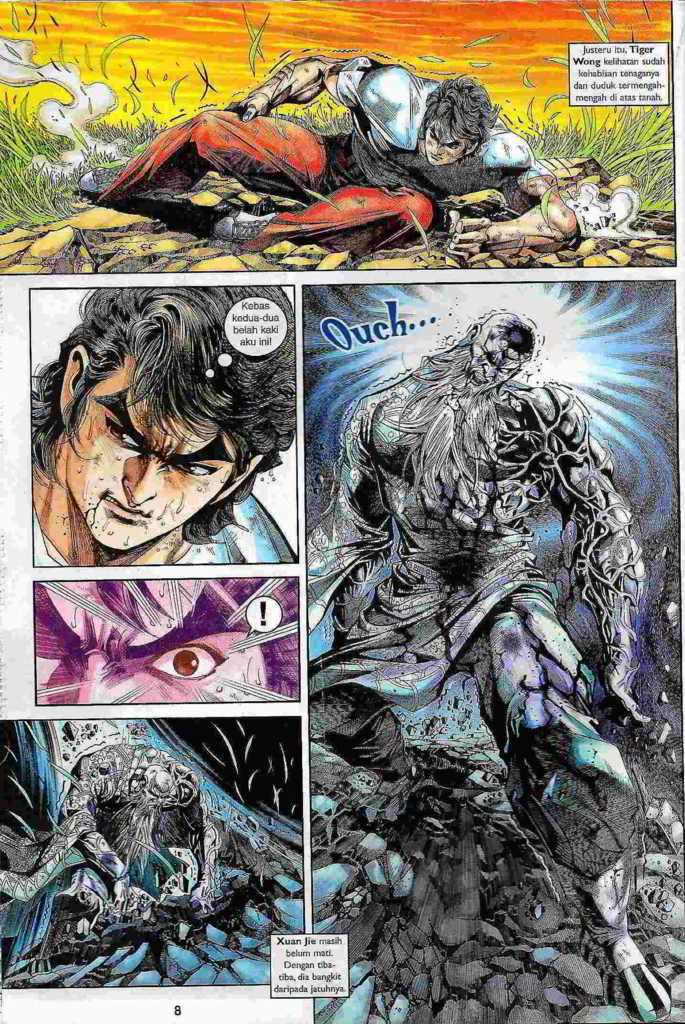 Justeru itu, Tiger
Wong kelihatan sudah
kehabiian tenaganya
dan duduk termengah-
mengah di atas tanah.
Kebas
kedua-dua
belah kaki
aku ini!
Ouch...
!
Xuan Jie masih
belum mati.
Dengan tiba-
tiba, dia bangkit
daripada jatuhnya.
8